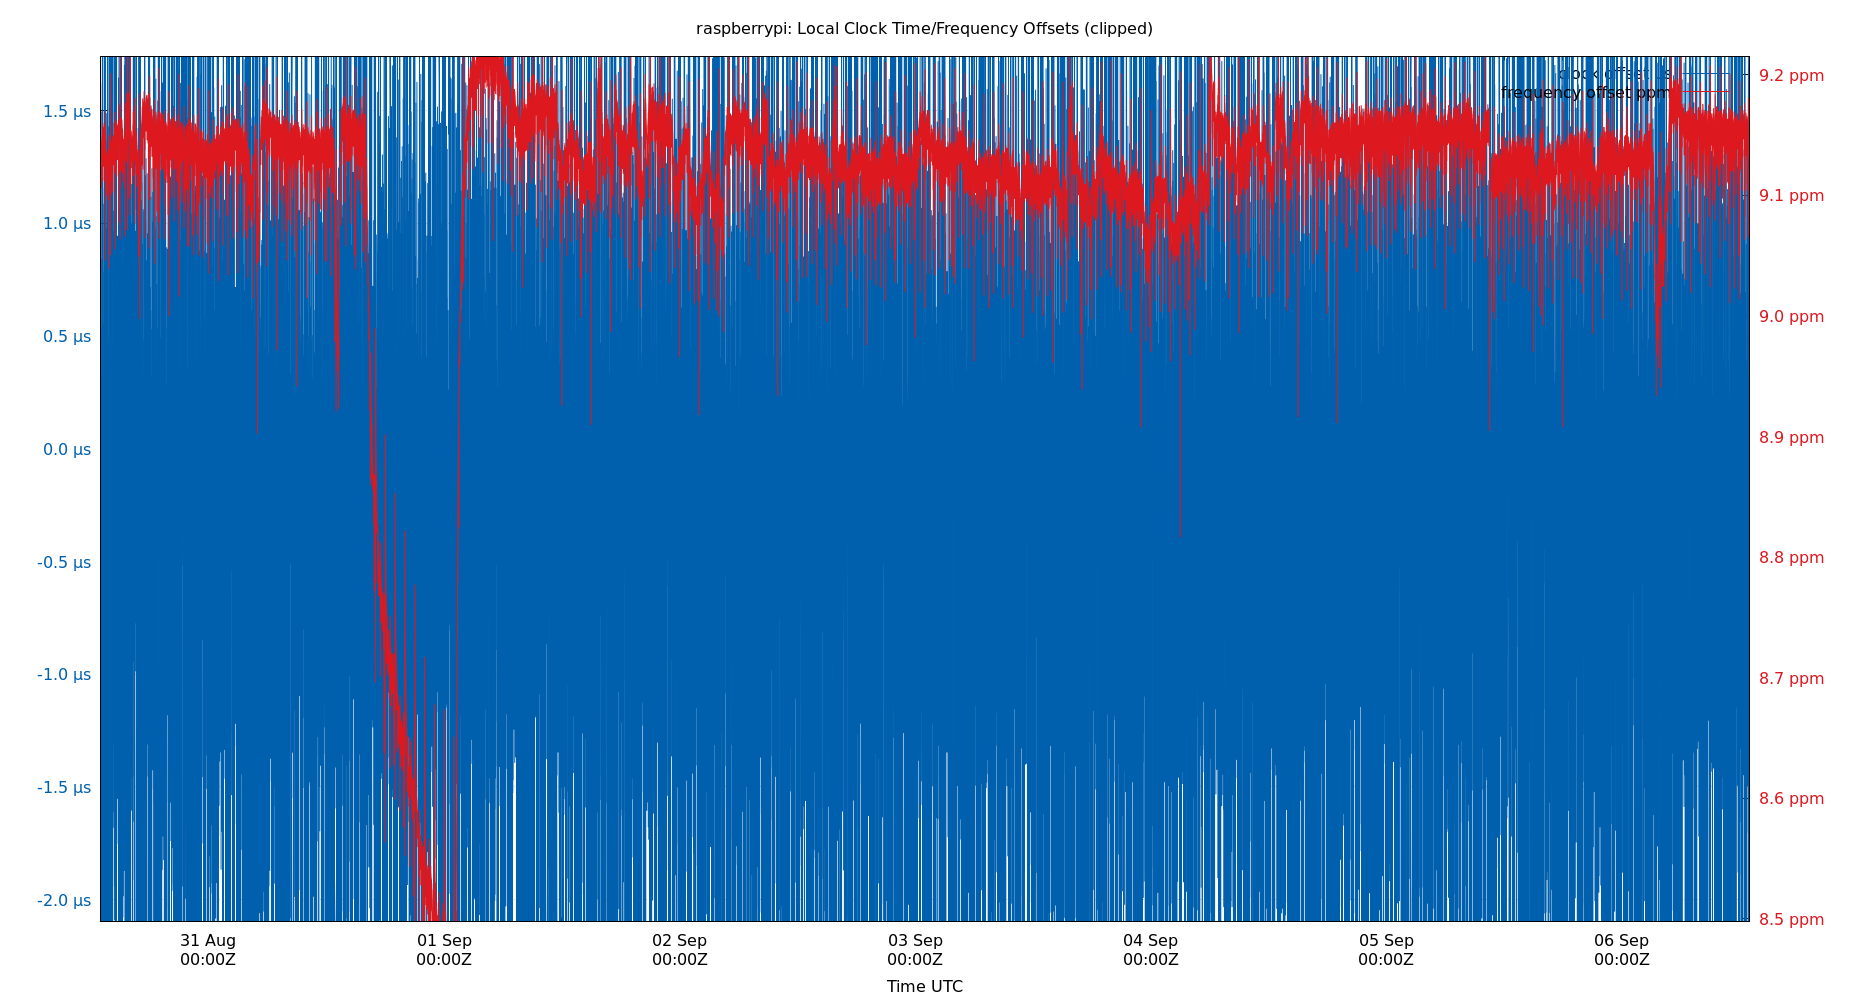 raspberrypi: Local Clock Time/Frequency Offsets (clipped)
clock offset µs
frequency offset ppm
1.5 µs
1.0 µs
0.5 µs
0.0 µs
-0.5 µs
-1.0 µs
-1.5 µs
-2.0 µs
9.2 ppm
9.1 ppm
9.0 ppm
8.9 ppm
8.8 ppm
8.7 ppm
8.6 ppm
8.5 ppm
31 Aug
00:00Z
01 Sep
00:00Z
02 Sep
00:00Z
03 Sep
00:00Z
04 Sep
00:00Z
05 Sep
00:00Z
06 Sep
00:00Z
Time UTC